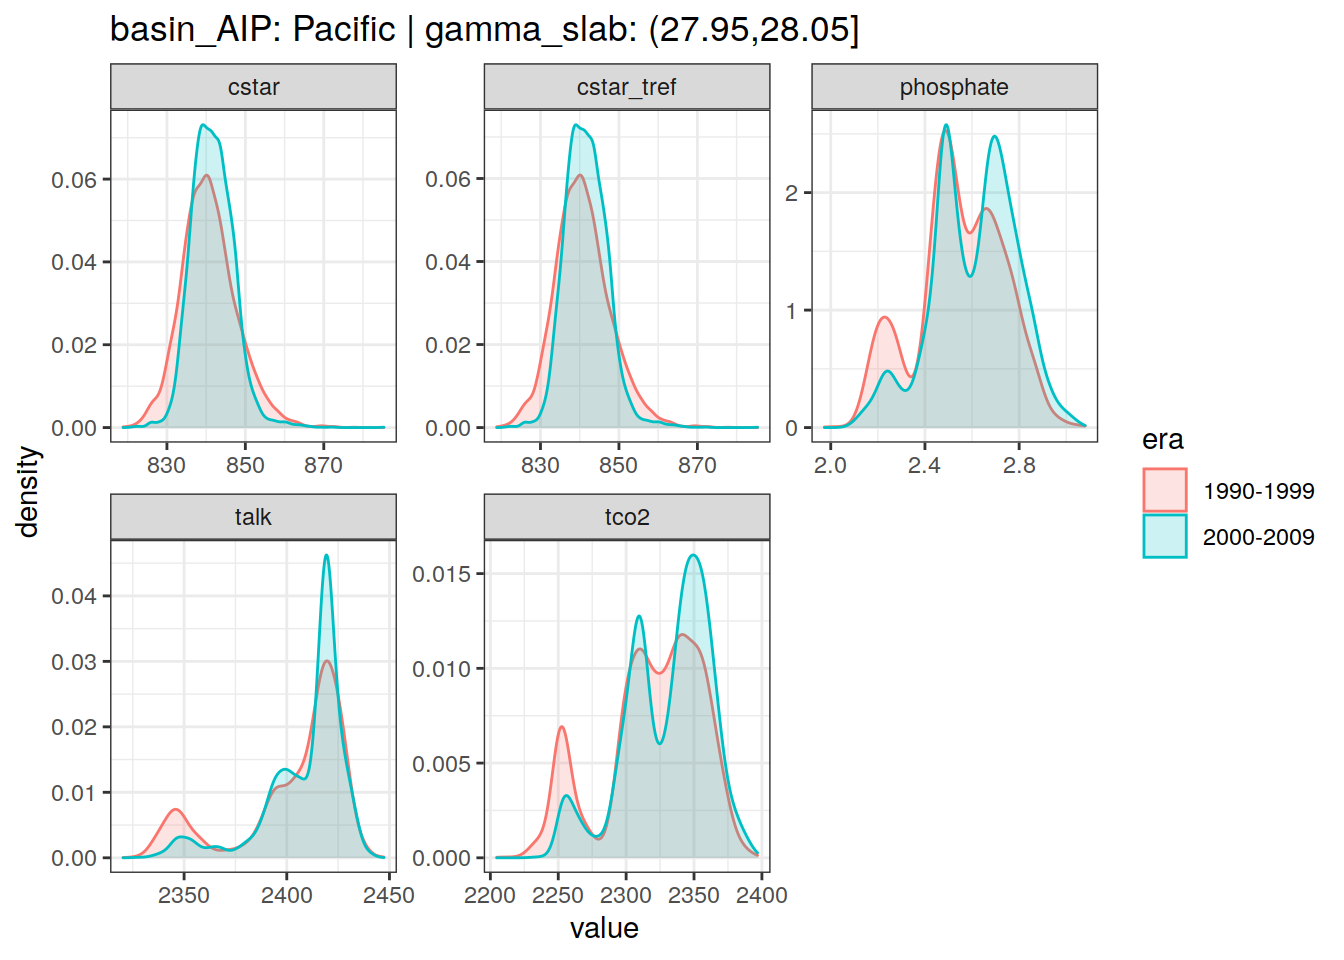 basin_AIP: Pacific | gamma_slab: (27.95,28.05]
cstar
cstar_tref
phosphate
0.06
0.04
0.02
0.00
830 850 870
0.06
0.04
0.02
0.00
830 850 870
2
1
0
2.0 2.4 2.8
density
talk
tco2
0.04
0.03
0.02
0.01
0.00
2350 2400 2450
0.015
0.010
0.005
0.000
2200 2250 2300 2350 2400
value
era
1990-1999
2000-2009